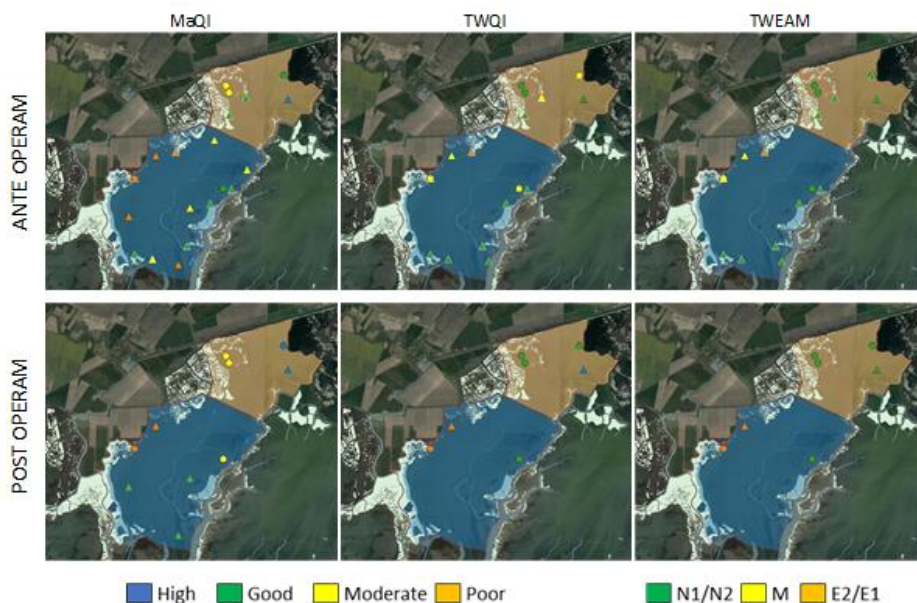 MaQI
TWQI
TWEAM
ANTE OPERAM
POST OPERAM
High
Good
Moderate
Poor
N1/N2
M
E2/E1